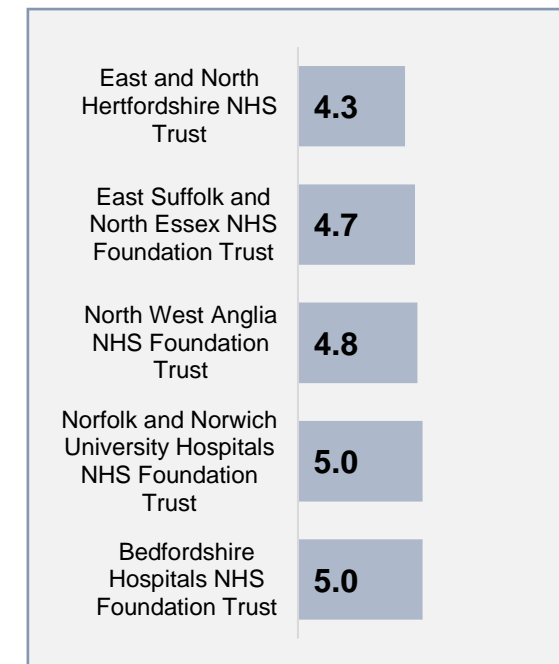 East and North
Hertfordshire NHS
Trust
4.3
East Suffolk and
North Essex NHS
Foundation Trust
4.7
North West Anglia
NHS Foundation
Trust
4.8
Norfolk and Norwich
University Hospitals
NHS Foundation
Trust
5.0
Bedfordshire
Hospitals NHS
Foundation Trust
5.0